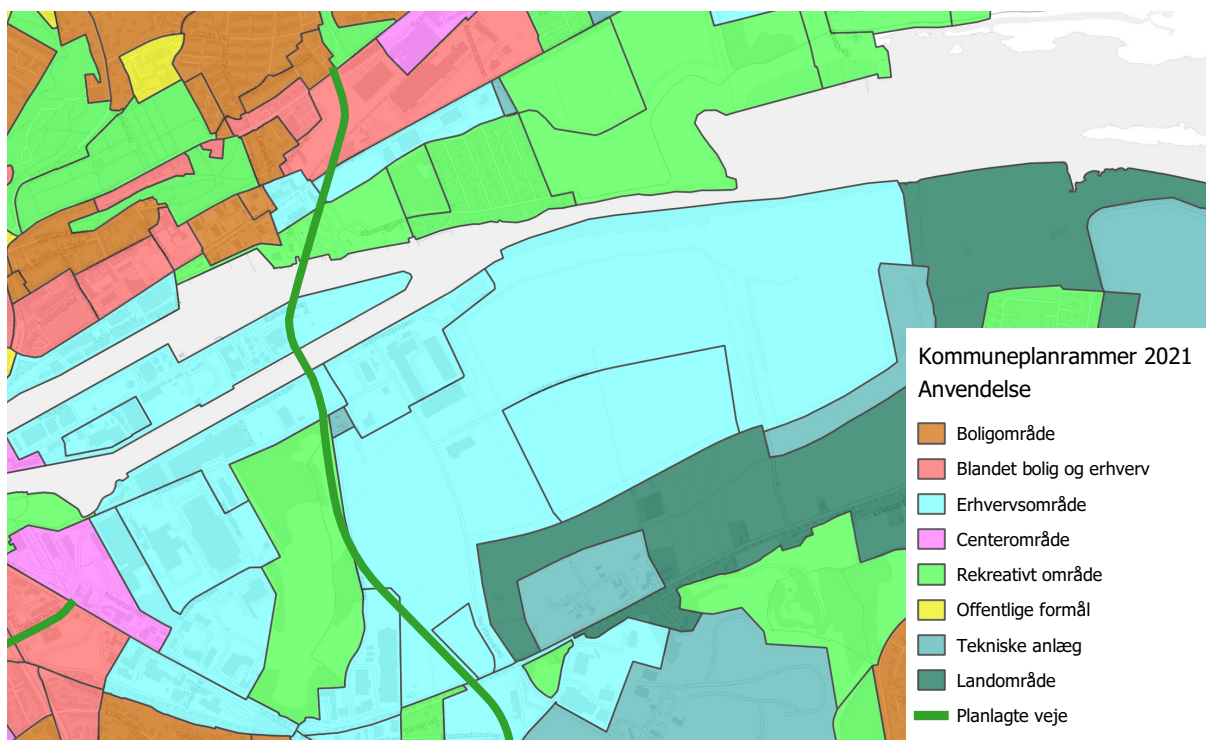 Kommuneplanrammer 2021
Anvendelse
Boligområde
Blandet bolig og erhverv
Erhvervsområde
Centerområde
Rekreativt område
Offentlige formål
Tekniske anlæg
Landområde
Planlagte veje